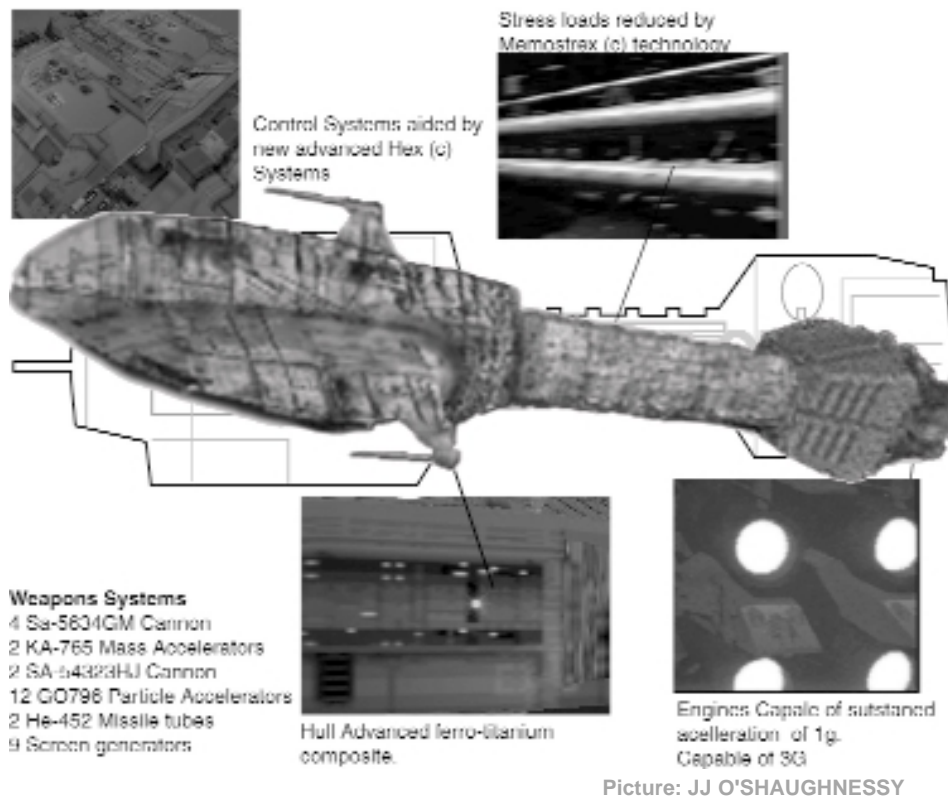 Stress loads reduced by
Memostrex (c) technology
Control Systems aided by
new advanced Hex (c)
Systems
Weapons Systems
4 Sa-5634GM Cannon
2 KA-765 Mass Accelerators
2 SA-54323HJ Cannon
12 GO796 Particle Accelerators
2 He-452 Missile tubes
9 Screen generators
Hull Advanced ferro-titanium
composite.
Engines Capale of sutstaned
acelleration of 1g.
Capable of 3G
Picture: JJ O'SHAUGHNESSY